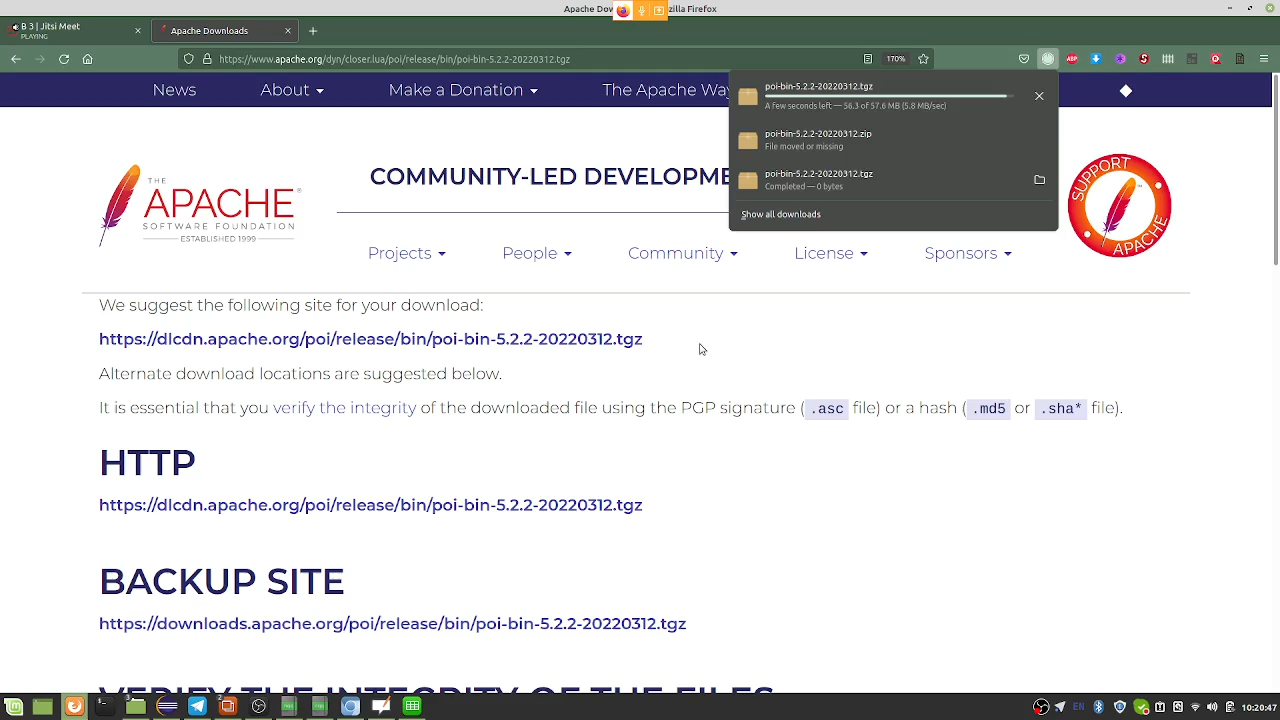 Apache Dow
zilla Firefox
B 3 | Jitsi Meet
PLAYING
Apache Downloads
https://www.apache.org/dyn/closer.lua/poi/release/bin/poi-bin-5.2.2-20220312.tgz
170%
ABP
News
About
Make a Donation
The Apache Way
poi-bin-5.2.2-20220312.tgz
A few seconds left — 56.3 of 57.6 MB (5.8 MB/sec)
poi-bin-5.2.2-20220312.zip
File moved or missing
poi-bin-5.2.2-20220312.tgz
Completed — 0 bytes
Show all downloads
THE
APACHE®
SOFTWARE FOUNDATION
ESTABLISHED 1999
COMMUNITY-LED DEVELOPME
SUPPORT
APACHE
Projects
People
Community
License
Sponsors
We suggest the following site for your download:
https://dlcdn.apache.org/poi/release/bin/poi-bin-5.2.2-20220312.tgz
Alternate download locations are suggested below.
It is essential that you verify the integrity of the downloaded file using the PGP signature (.asc file) or a hash (.md5 or .sha* file).
HTTP
https://dlcdn.apache.org/poi/release/bin/poi-bin-5.2.2-20220312.tgz
BACKUP SITE
https://downloads.apache.org/poi/release/bin/poi-bin-5.2.2-20220312.tgz
VERIFY THE INTEGRITY OF THE FILES
EN
10:20:47